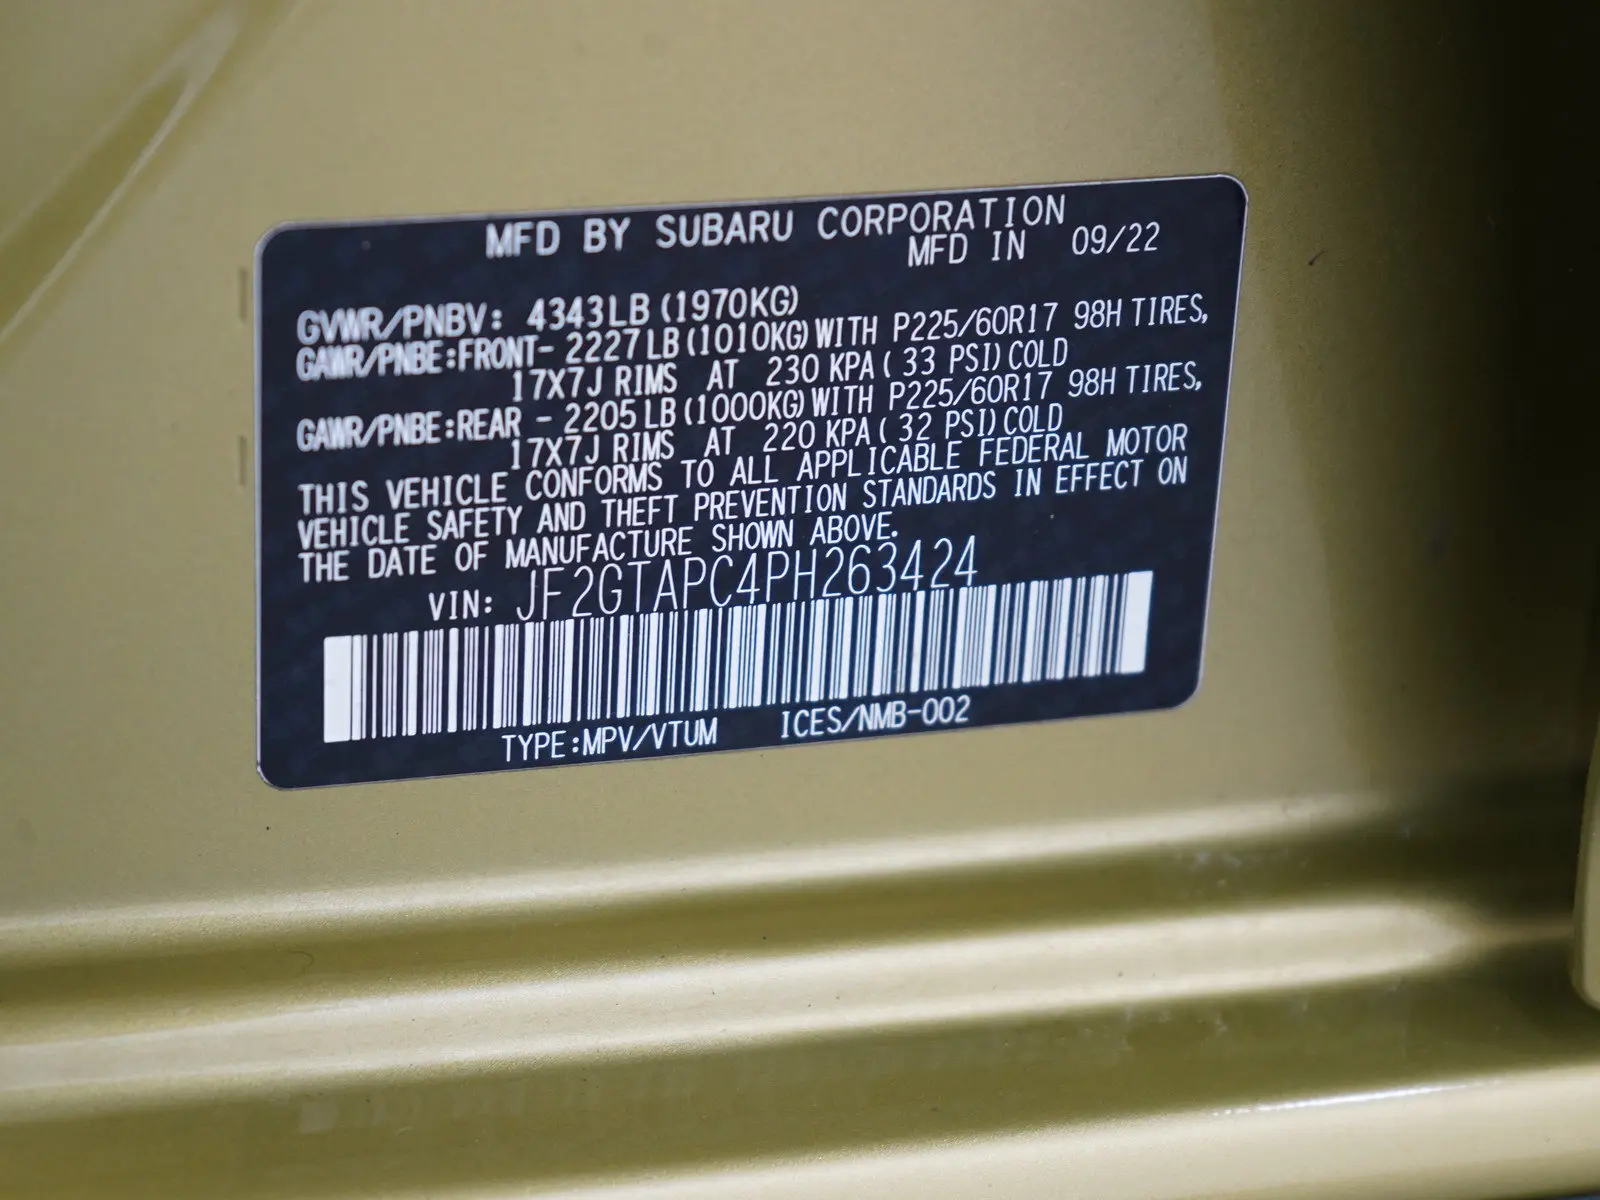 MFD BY SUBARU CORPORATION
MFD IN 09/22
GVWR/PNBV: 4343LB (1970KG)
GAWR/PNBE:FRONT- 2227LB (1010KG) WITH P225/60R17 98H TIRES,
17X7J RIMS AT 230 KPA ( 33 PSI) COLD
GAWR/PNBE:REAR - 2205LB (1000KG) WITH P225/60R17 98H TIRES,
17X7J RIMS AT 220 KPA ( 32 PSI) COLD
THIS VEHICLE CONFORMS TO ALL APPLICABLE FEDERAL MOTOR
VEHICLE SAFETY AND THEFT PREVENTION STANDARDS IN EFFECT ON
THE DATE OF MANUFACTURE SHOWN ABOVE.
VIN: JF2GTAPC4PH263424
TYPE:MPV/VTUM ICES/NMB-002